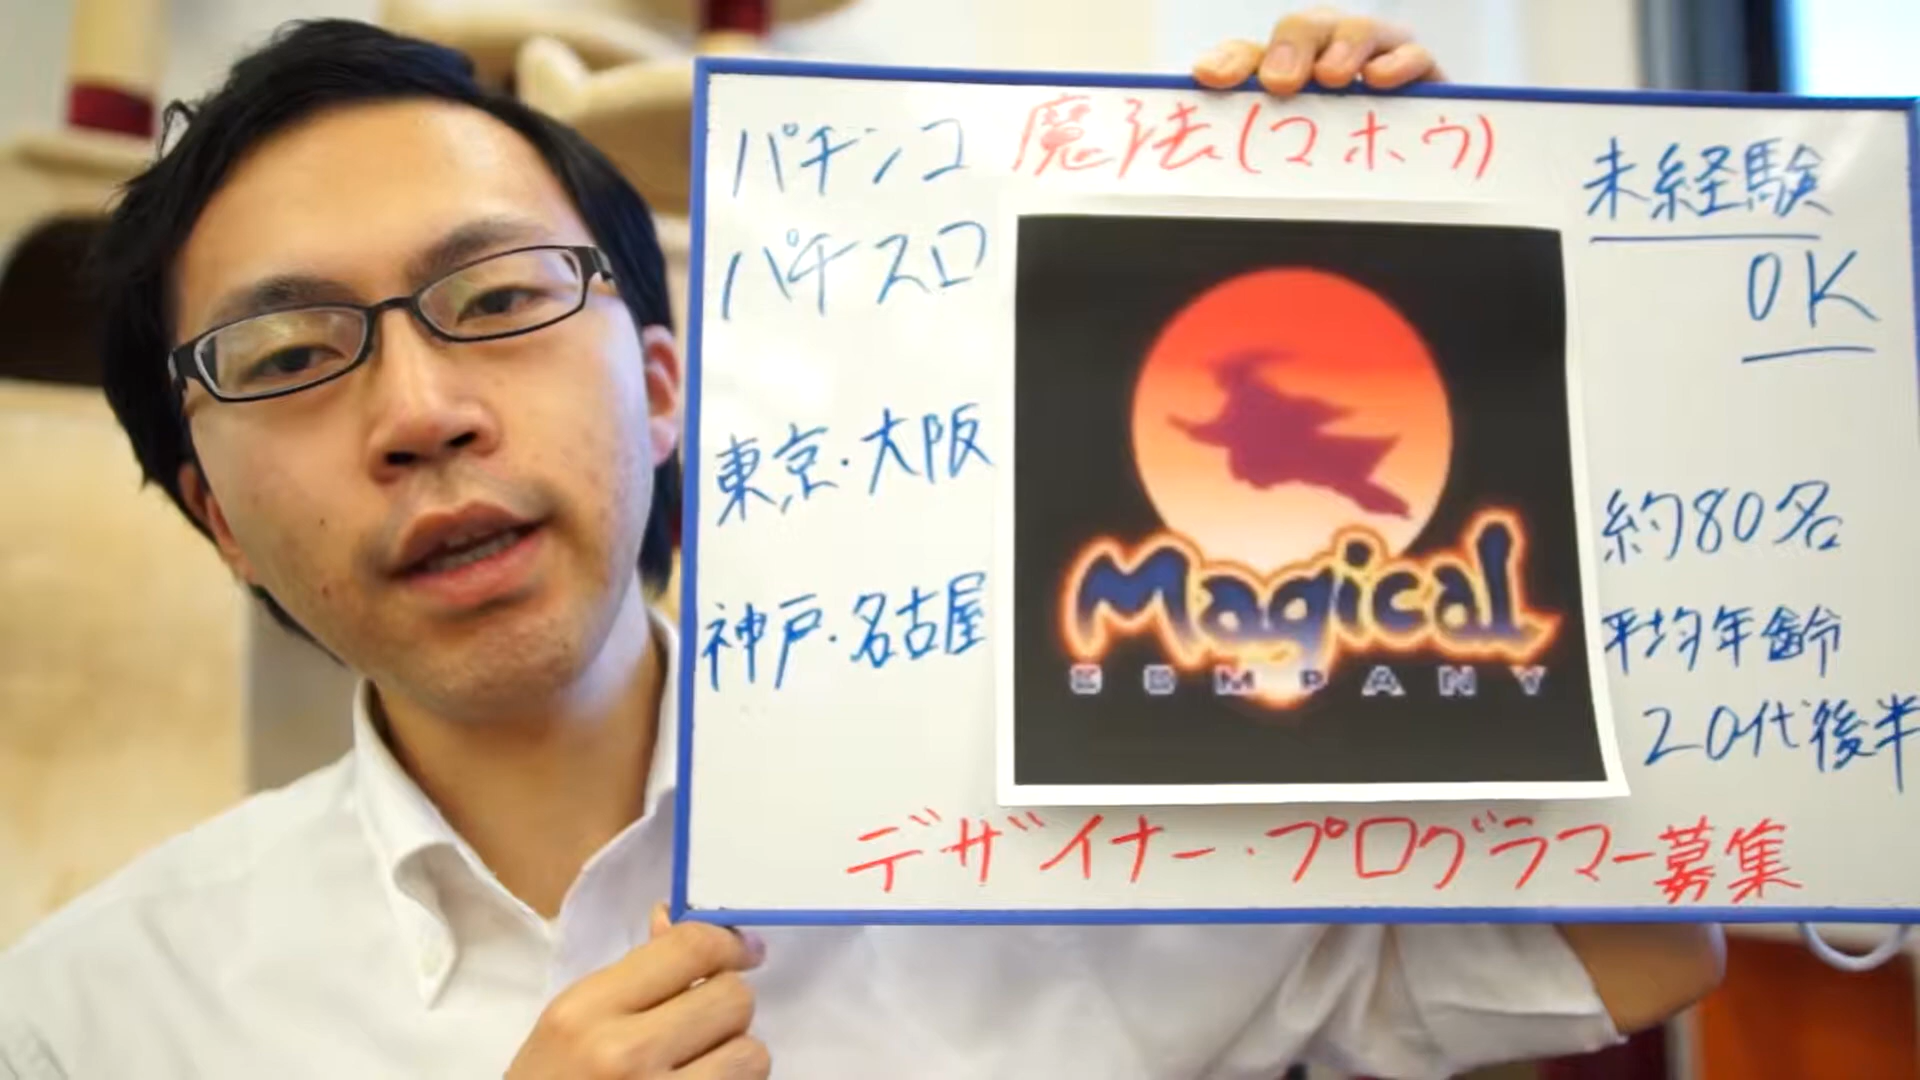 パチンコ
パチスロ
東京・大阪
神戸・名古屋
魔法(マホウ)
Magical
COMPANY
未経験
OK
約80名
平均年齢
20代後半
デザイナー・プログラマー募集